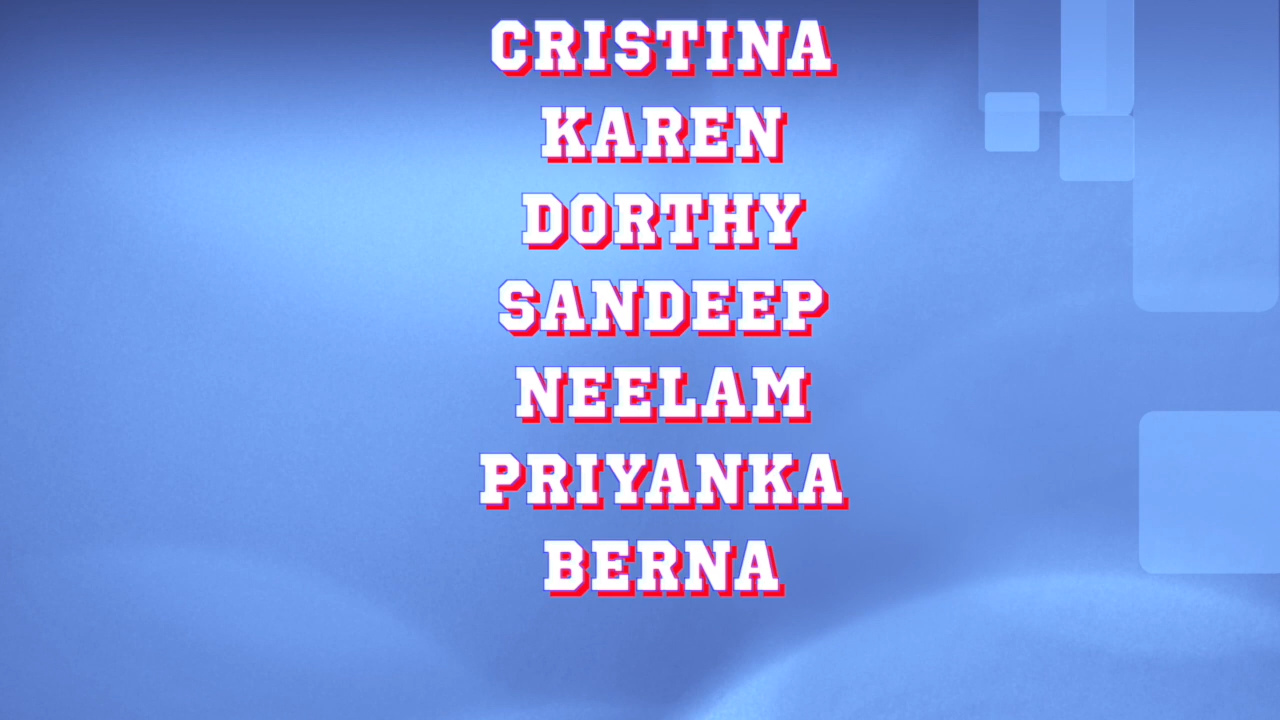 CRISTINA
KAREN
DORTHY
SANDEEP
NEELAM
PRIYANKA
BERNA